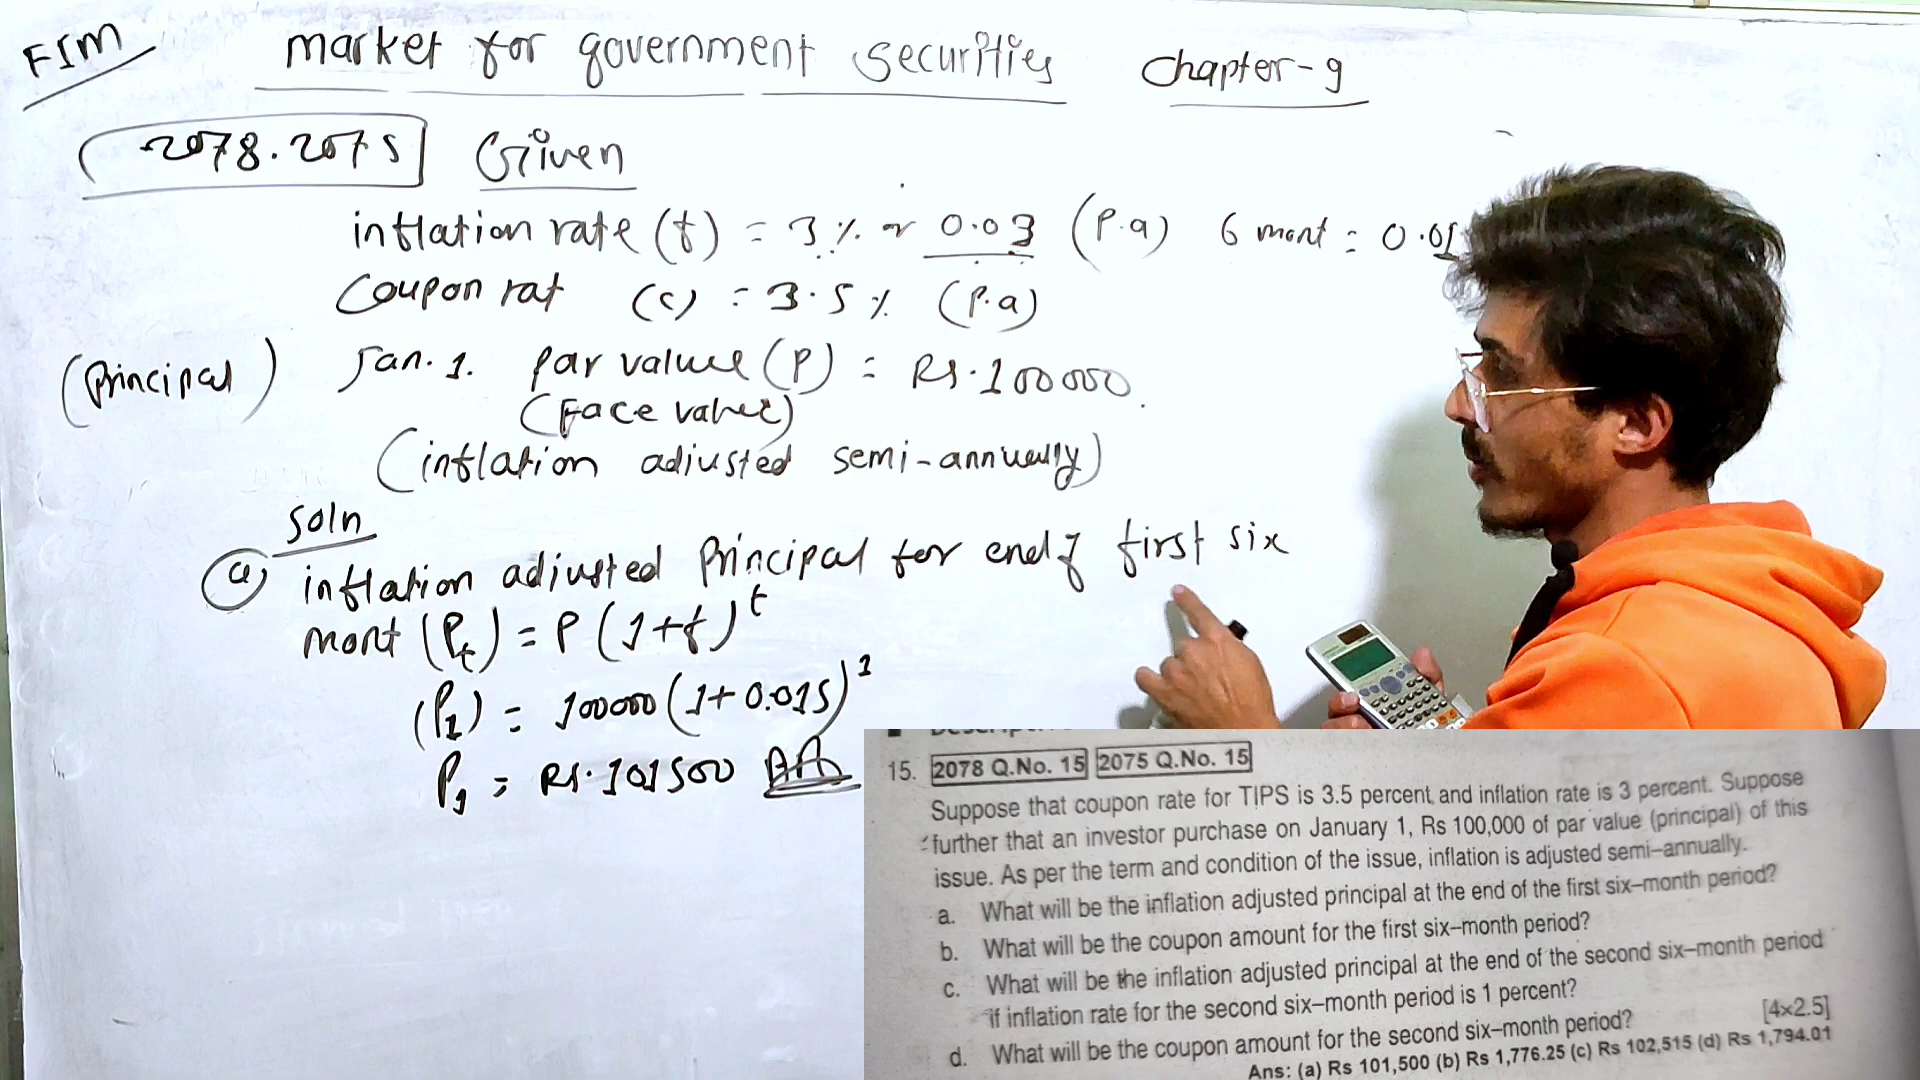 FIM
market for government securities Chapter-9
2078.2075 Given
inflation rate (f) = 3% or 0.03 (P.a) 6 mont = 0.01
Coupon rat (c) = 3.5% (P.a)
(Principal) Jan. 1. Par value (P) = Rs.100000.
(Face value)
(inflation adjusted semi-annually)
Soln
a) inflation adjusted Principal for end of first six
mont (Pt) = P(1+f)^t
(P1) = 100000(1+0.015)^1
P1 = Rs.101500
15. 2078 Q.No. 15 2075 Q.No. 15
Suppose that coupon rate for TIPS is 3.5 percent and inflation rate is 3 percent. Suppose
further that an investor purchase on January 1, Rs 100,000 of par value (principal) of this
issue. As per the term and condition of the issue, inflation is adjusted semi-annually.
a. What will be the inflation adjusted principal at the end of the first six-month period?
b. What will be the coupon amount for the first six-month period?
c. What will be the inflation adjusted principal at the end of the second six-month period
if inflation rate for the second six-month period is 1 percent?
d. What will be the coupon amount for the second six-month period? [4×2.5]
Ans: (a) Rs 101,500 (b) Rs 1,776.25 (c) Rs 102,515 (d) Rs 1,794.01